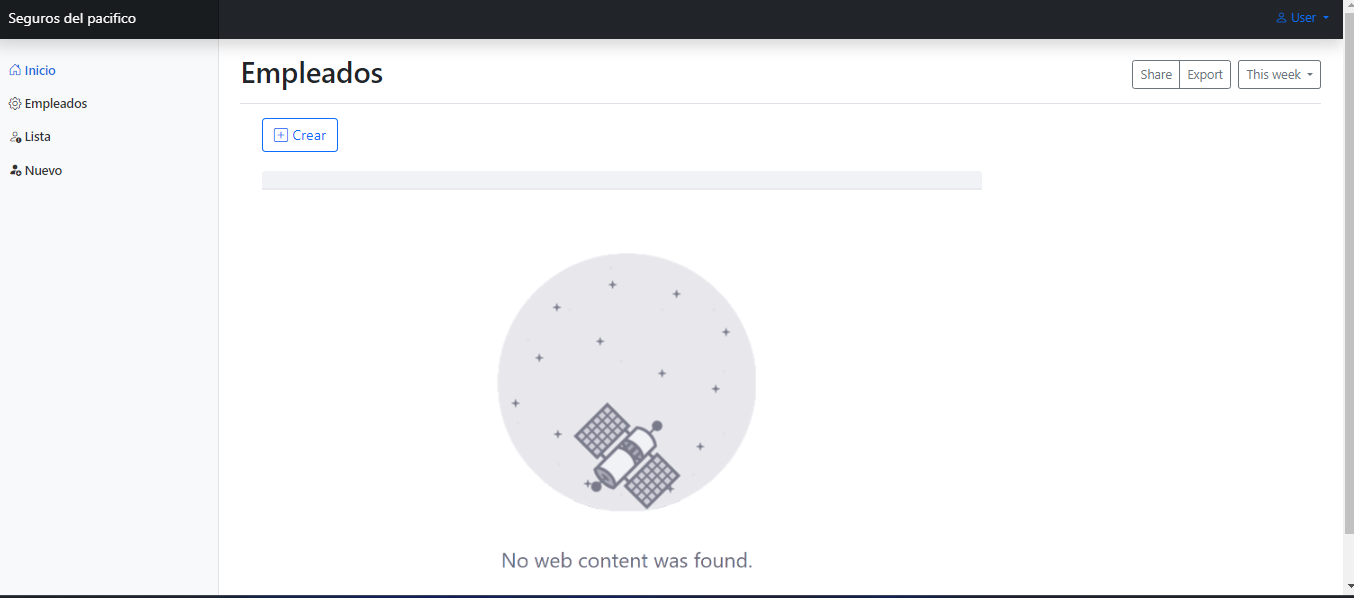 Seguros del pacifico
User
Inicio
Empleados
Lista
Nuevo
Empleados
Share Export This week
Crear
No web content was found.